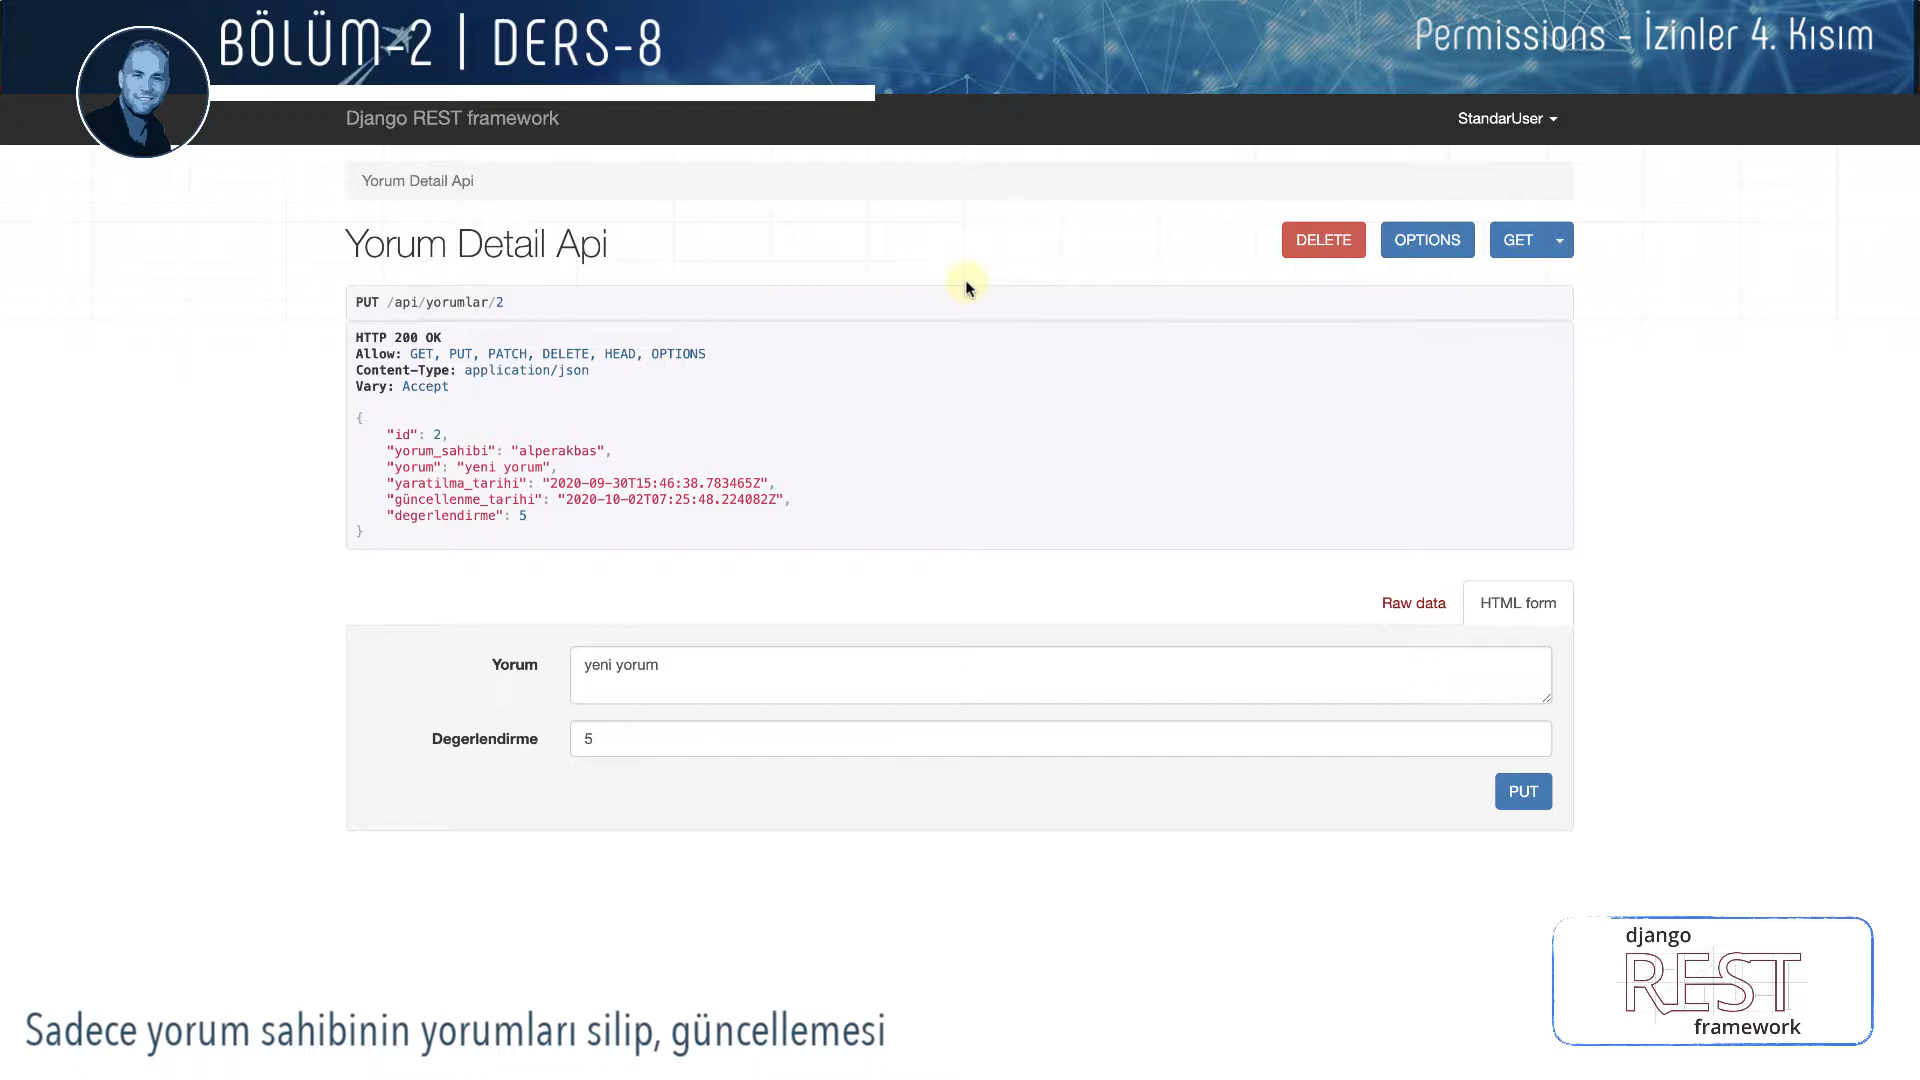 BÖLÜM-2 | DERS-8
Permissions - İzinler 4. Kısım
Django REST framework
StandarUser
Yorum Detail Api
Yorum Detail Api
DELETE
OPTIONS
GET
PUT /api/yorumlar/2
HTTP 200 OK
Allow: GET, PUT, PATCH, DELETE, HEAD, OPTIONS
Content-Type: application/json
Vary: Accept
{
"id": 2,
"yorum_sahibi": "alperakbas",
"yorum": "yeni yorum",
"yaratilma_tarihi": "2020-09-30T15:46:38.783465Z",
"güncellenme_tarihi": "2020-10-02T07:25:48.224082Z",
"degerlendirme": 5
}
Raw data
HTML form
Yorum
yeni yorum
Degerlendirme
5
PUT
django
REST
framework
Sadece yorum sahibinin yorumları silip, güncellemesi